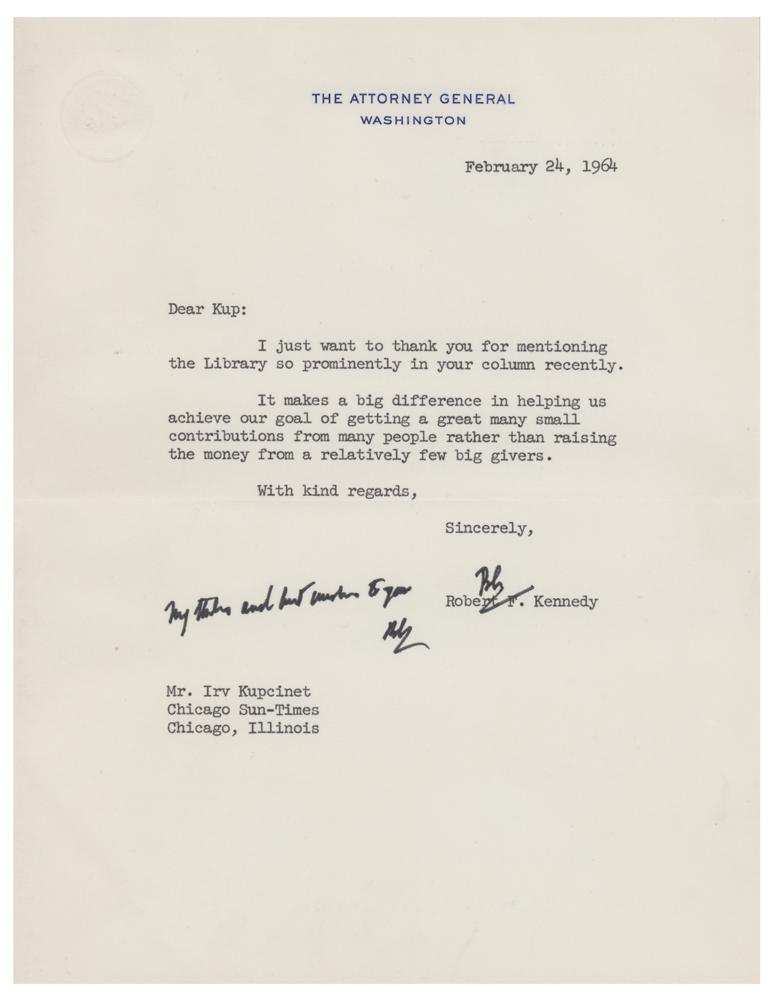 THE ATTORNEY GENERAL
WASHINGTON
February 24, 1964
Dear Kup:
I just want to thank you for mentioning
the Library so prominently in your column recently.
It makes a big difference in helping us
achieve our goal of getting a great many small
contributions from many people rather than raising
the money from a relatively few big givers.
With kind regards,
Sincerely,
Bob
Robert F. Kennedy
My thanks and best wishes to you
Bob
Mr. Irv Kupcinet
Chicago Sun-Times
Chicago, Illinois